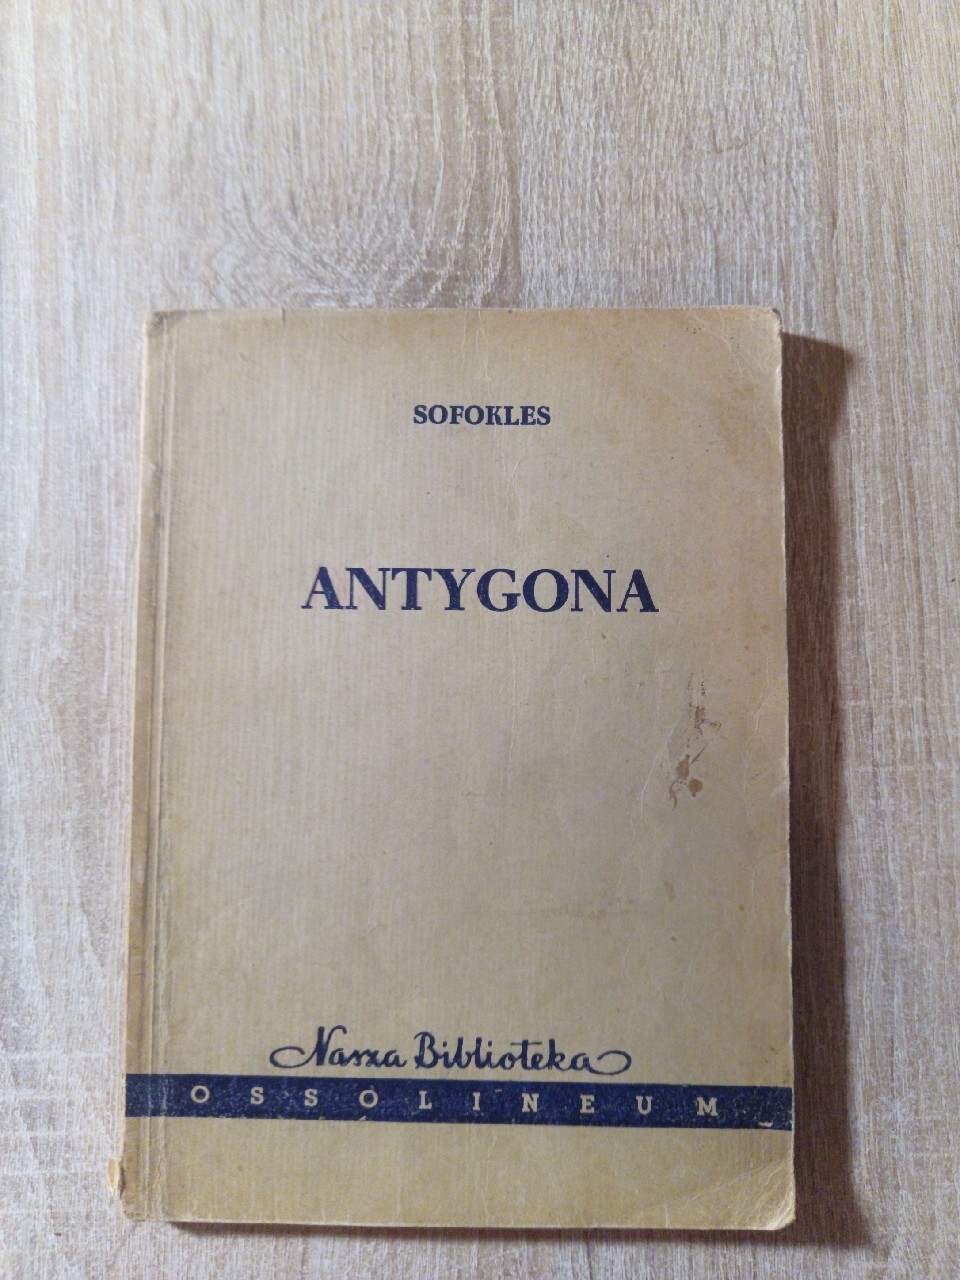 SOFOKLES
ANTYGONA
Nasza Biblioteka
OSSOLINEUM